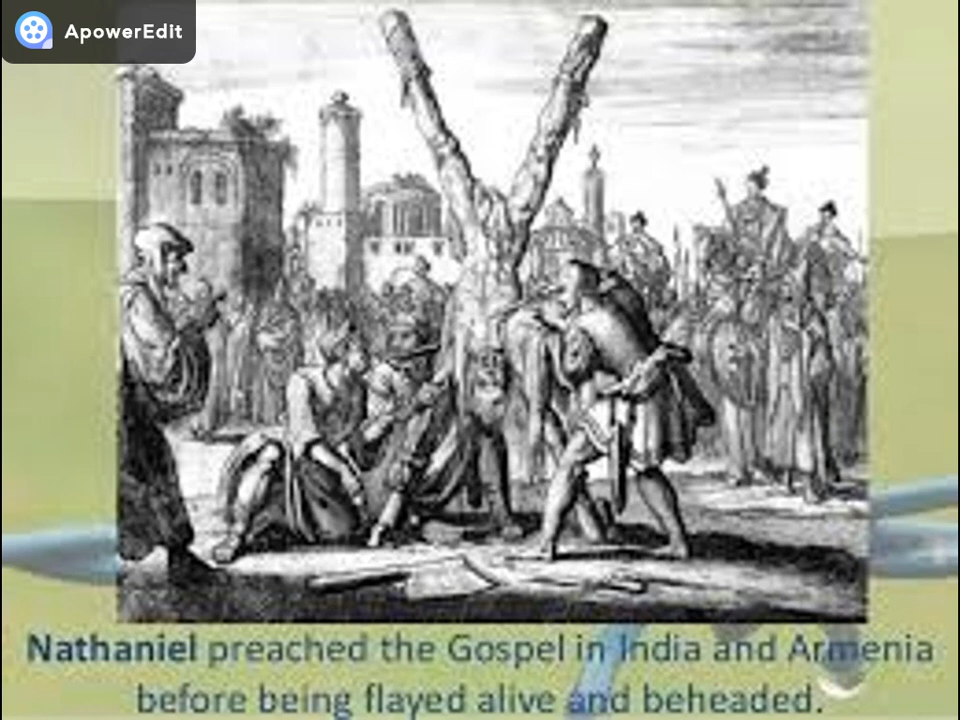 ApowerEdit
Nathaniel preached the Gospel in India and Armenia
before being flayed alive and beheaded.